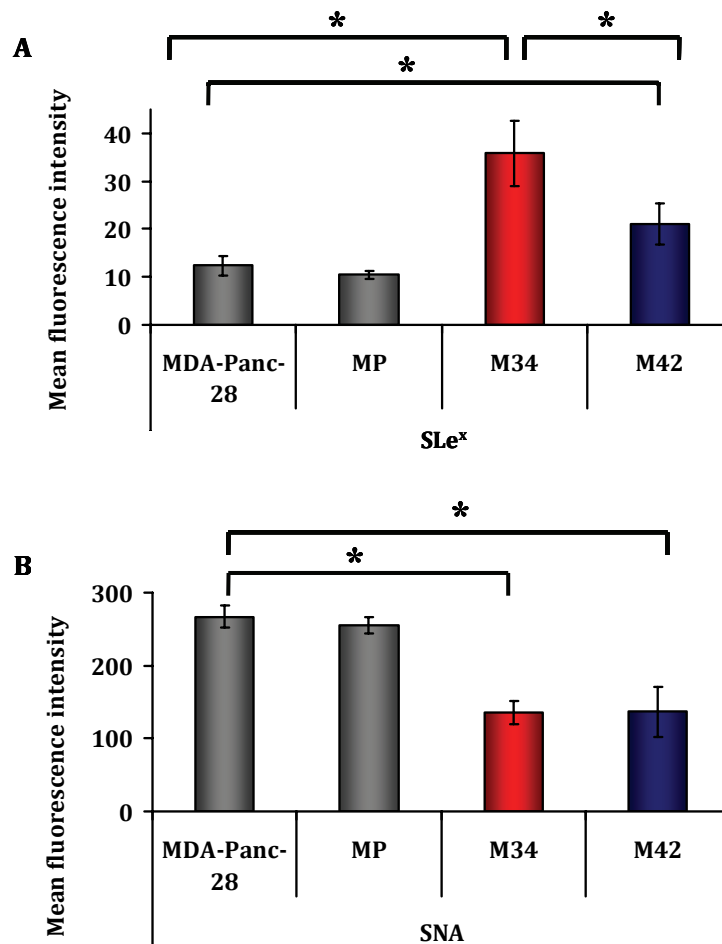 *
*
A
*
Mean fluorescence intensity
40
30
20
10
0
MDA-Panc-
28
MP
M34
M42
SLeˣ
*
*
B
Mean fluorescence intensity
300
200
100
0
MDA-Panc-
28
MP
M34
M42
SNA